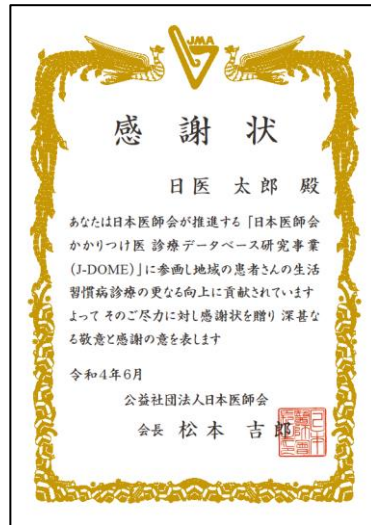 JMA
感謝状
日医 太郎 殿
あなたは日本医師会が推進する「日本医師会
かかりつけ医 診療データベース研究事業
(J-DOME)」に参画し地域の患者さんの生活
習慣病診療の更なる向上に貢献されています
よって そのご尽力に対し感謝状を贈り 深甚な
る敬意と感謝の意を表します
令和4年6月
公益社団法人日本医師会
会長 松本 吉郎